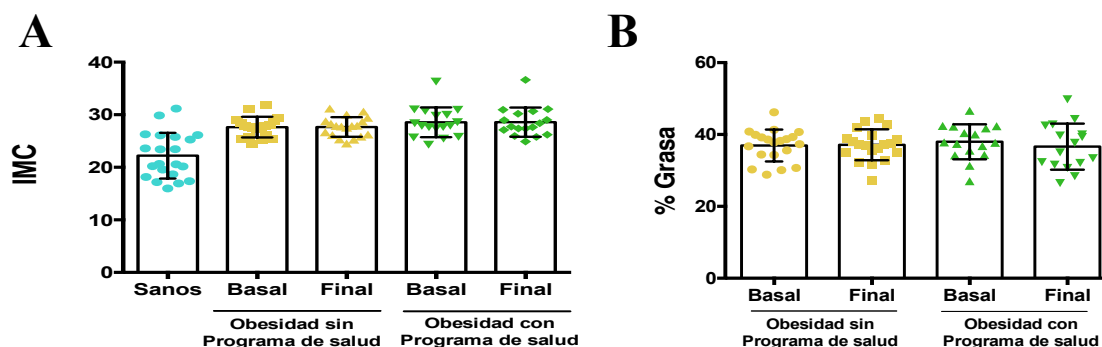 A
IMC
40
30
20
10
0
Sanos Basal Final Basal Final
Obesidad sin Programa de salud
Obesidad con Programa de salud
B
% Grasa
60
40
20
0
Basal Final Basal Final
Obesidad sin Programa de salud
Obesidad con Programa de salud